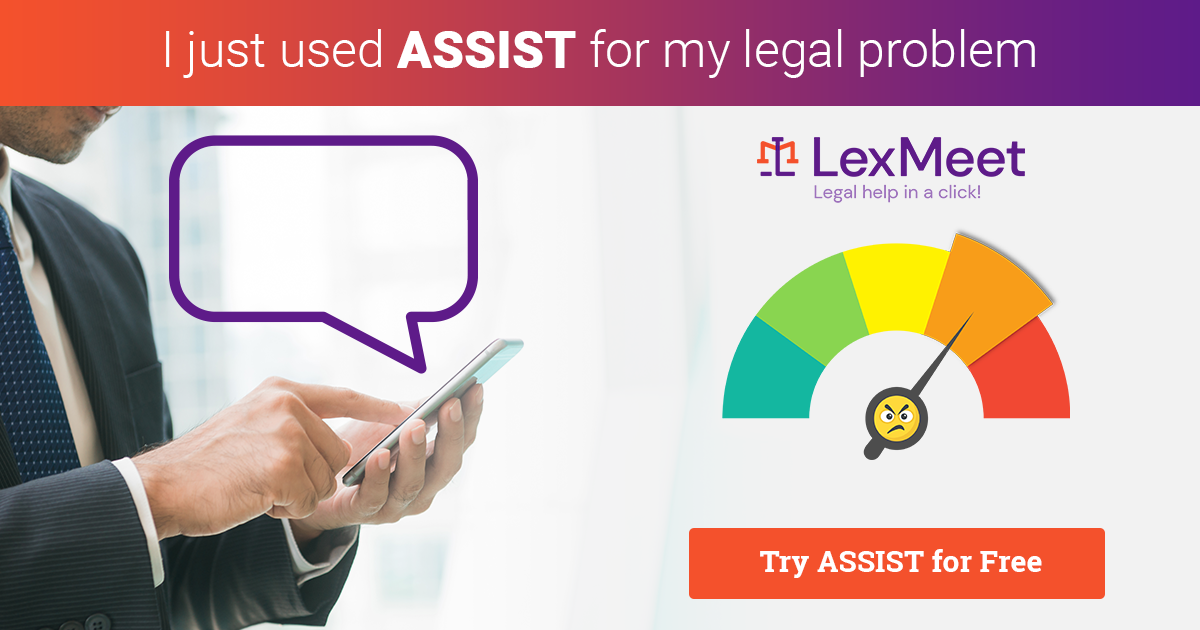 I just used ASSIST for my legal problem
LexMeet
Legal help in a click!
Try ASSIST for Free